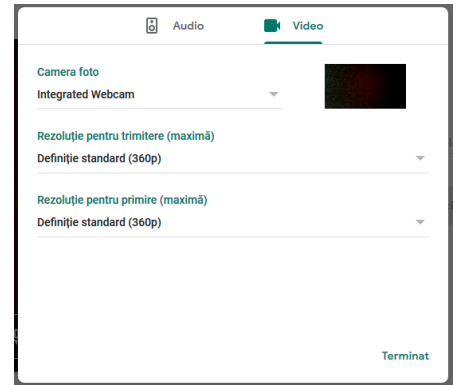 Audio
Video
Camera foto
Integrated Webcam
Rezoluție pentru trimitere (maximă)
Definiție standard (360p)
Rezoluție pentru primire (maximă)
Definiție standard (360p)
Terminat